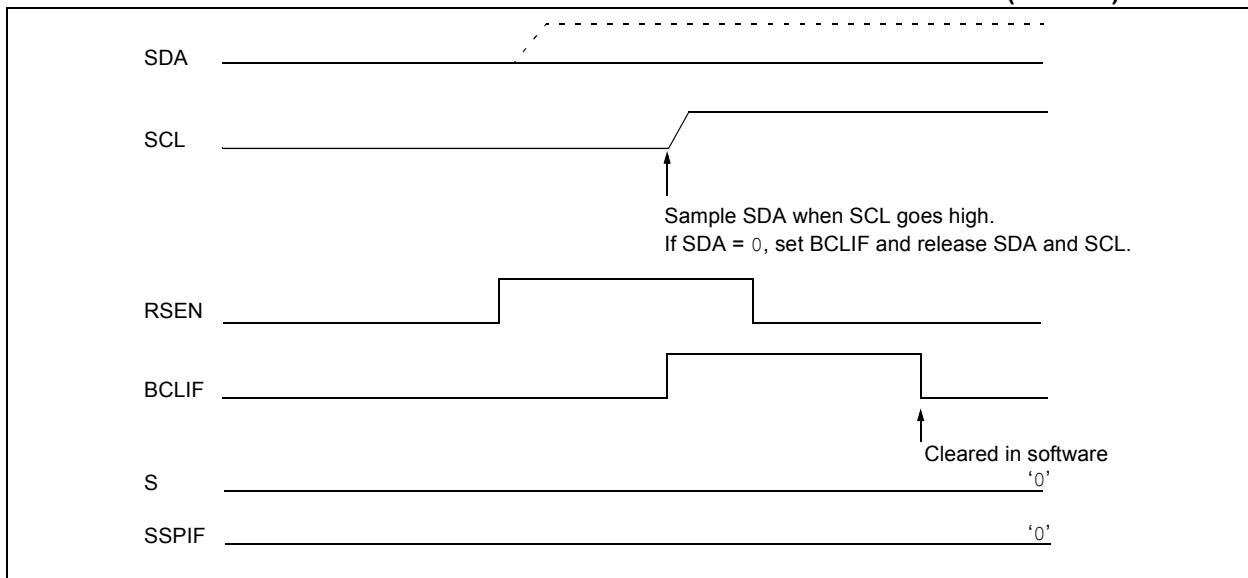 SDA
SCL
Sample SDA when SCL goes high.
If SDA = 0, set BCLIF and release SDA and SCL.
RSEN
BCLIF
Cleared in software
S
‘0’
SSPIF
‘0’